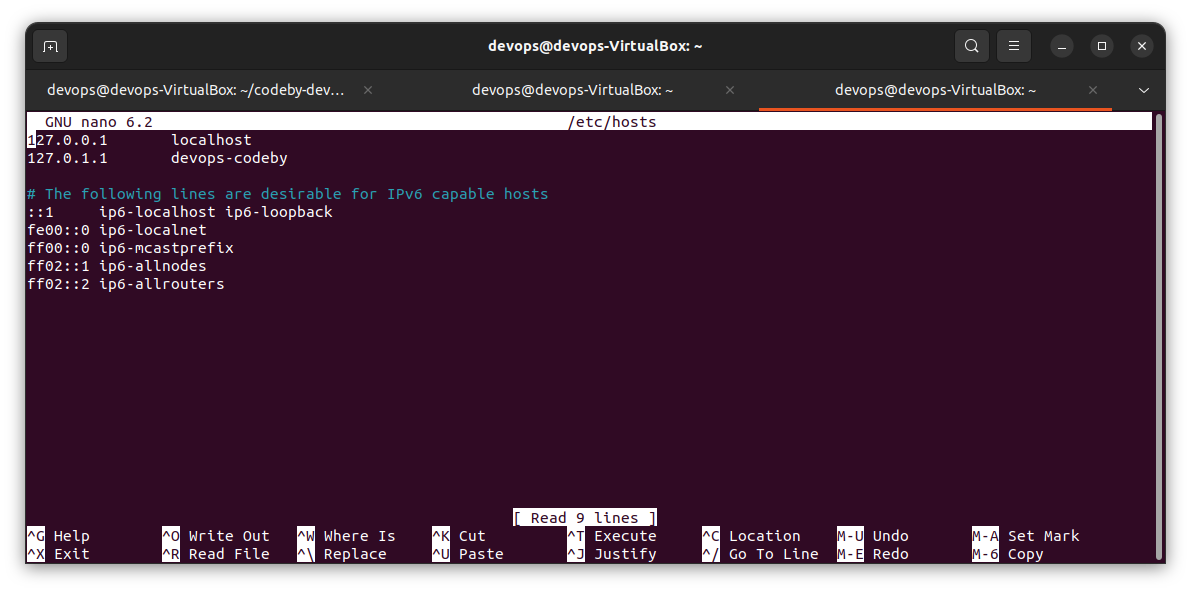 devops@devops-VirtualBox: ~
devops@devops-VirtualBox: ~/codeby-dev... devops@devops-VirtualBox: ~ devops@devops-VirtualBox: ~
GNU nano 6.2 /etc/hosts
127.0.0.1 localhost
127.0.1.1 devops-codeby
# The following lines are desirable for IPv6 capable hosts
::1 ip6-localhost ip6-loopback
fe00::0 ip6-localnet
ff00::0 ip6-mcastprefix
ff02::1 ip6-allnodes
ff02::2 ip6-allrouters
[ Read 9 lines ]
^G Help ^O Write Out ^W Where Is ^K Cut ^T Execute ^C Location M-U Undo M-A Set Mark
^X Exit ^R Read File ^\ Replace ^U Paste ^J Justify ^/ Go To Line M-E Redo M-6 Copy